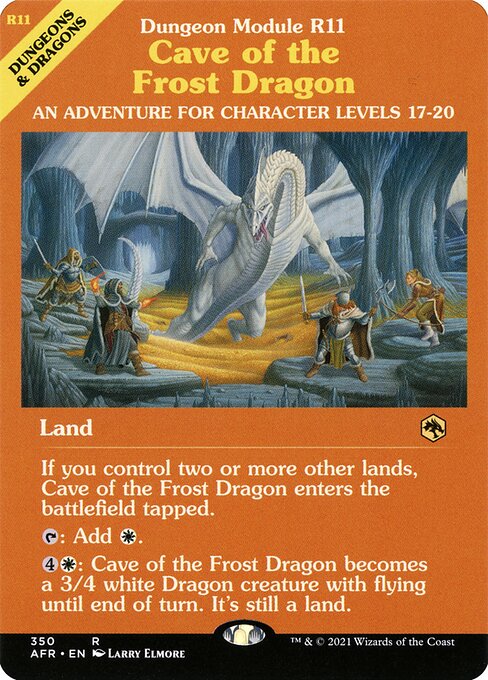 R11
DUNGEONS
& DRAGONS
Dungeon Module R11
Cave of the
Frost Dragon
AN ADVENTURE FOR CHARACTER LEVELS 17-20
Land
If you control two or more other lands,
Cave of the Frost Dragon enters the
battlefield tapped.
: Add .
4: Cave of the Frost Dragon becomes
a 3/4 white Dragon creature with flying
until end of turn. It's still a land.
350 R
AFR • EN LARRY ELMORE
™ & © 2021 Wizards of the Coast